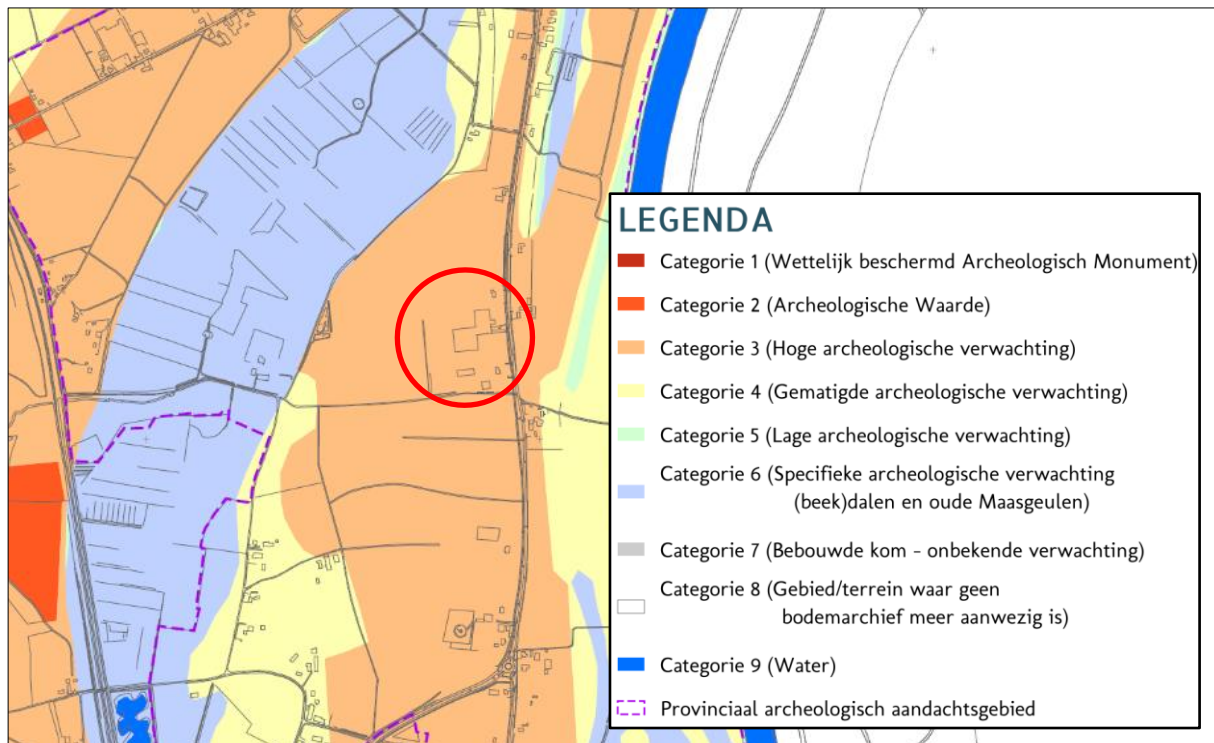 LEGENDA
Categorie 1 (Wettelijk beschermd Archeologisch Monument)
Categorie 2 (Archeologische Waarde)
Categorie 3 (Hoge archeologische verwachting)
Categorie 4 (Gematigde archeologische verwachting)
Categorie 5 (Lage archeologische verwachting)
Categorie 6 (Specifieke archeologische verwachting
(beek)dalen en oude Maasgeulen)
Categorie 7 (Bebouwde kom - onbekende verwachting)
Categorie 8 (Gebied/terrein waar geen
bodemarchief meer aanwezig is)
Categorie 9 (Water)
Provinciaal archeologisch aandachtsgebied